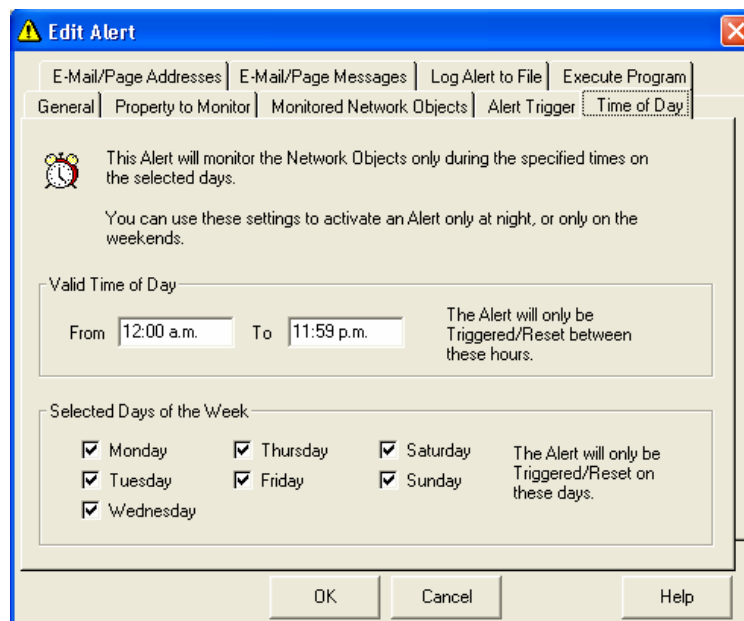 Edit Alert
E-Mail/Page Addresses E-Mail/Page Messages Log Alert to File Execute Program
General Property to Monitor Monitored Network Objects Alert Trigger Time of Day
This Alert will monitor the Network Objects only during the specified times on
the selected days.
You can use these settings to activate an Alert only at night, or only on the
weekends.
Valid Time of Day
From 12:00 a.m. To 11:59 p.m.
The Alert will only be
Triggered/Reset between
these hours.
Selected Days of the Week
Monday Thursday Saturday
Tuesday Friday Sunday
Wednesday
The Alert will only be
Triggered/Reset on
these days.
OK Cancel Help